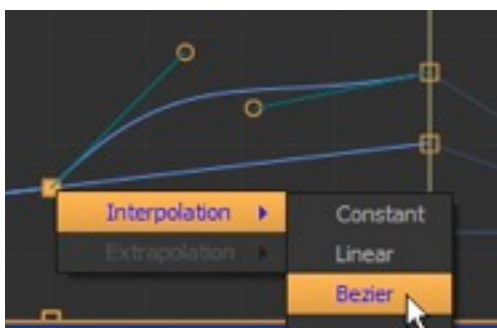 Interpolation
Extrapolation
Constant
Linear
Bezier